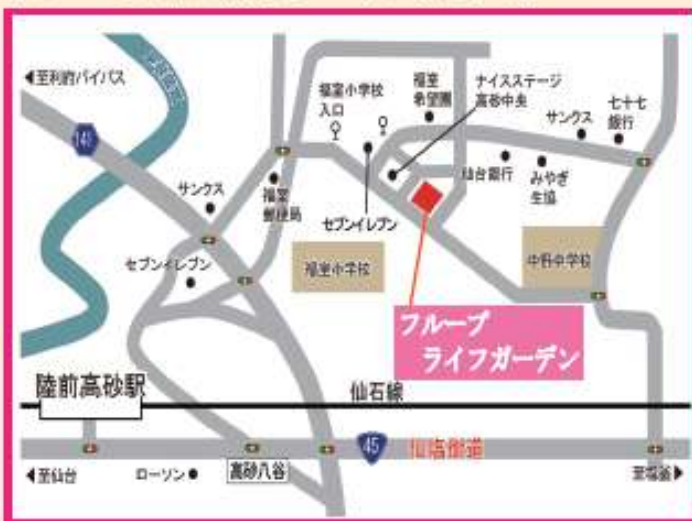 至利府バイパス
141
福室小学校
入口
福室
希望園
ナイスステージ
高砂中央
サンクス
七十七
銀行
サンクス
福室
郵便局
セブンイレブン
仙台銀行
みやぎ
生協
セブンイレブン
福室小学校
中野中学校
フループ
ライフガーデン
陸前高砂駅
仙石線
45
仙塩街道
至仙台
ローソン
高砂八谷
至塩釜